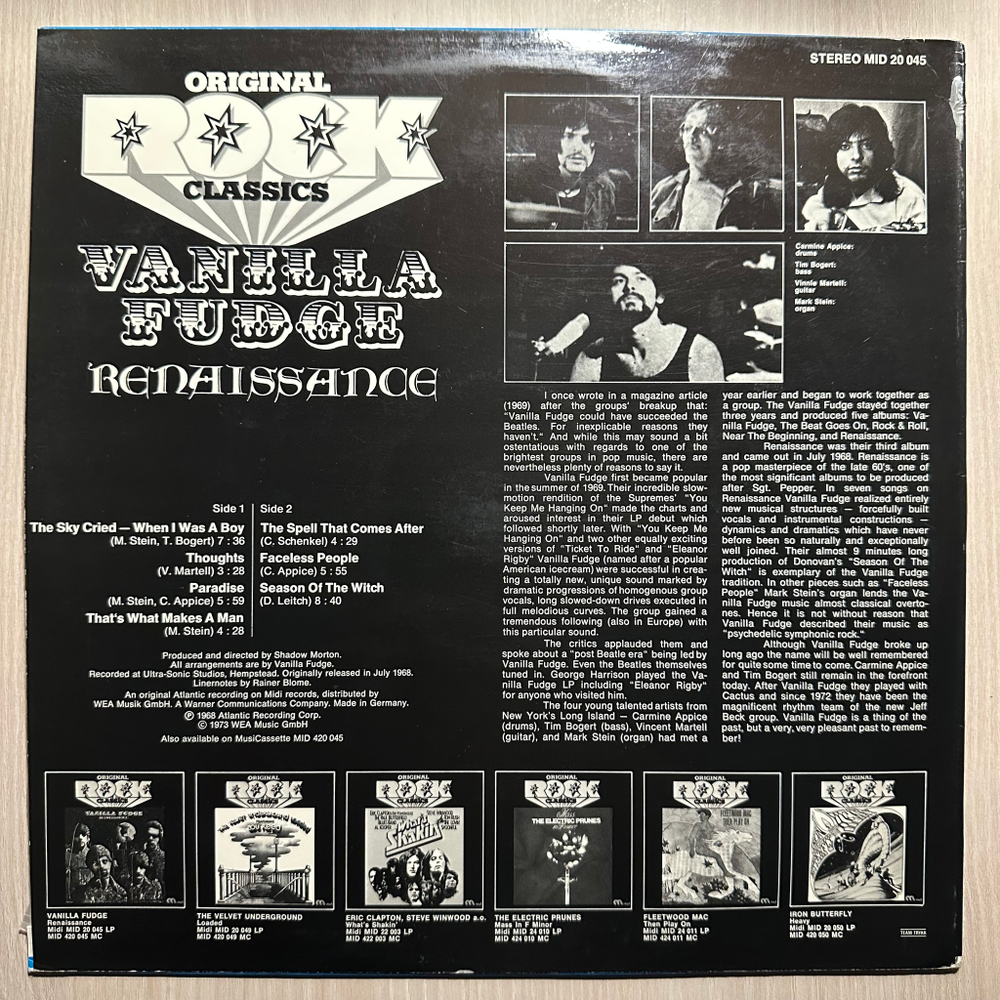 STEREO MID 20 045
ORIGINAL
ROCK
CLASSICS
VANILLA
FUDGE
RENAISSANCE
Side 1
The Sky Cried – When I Was A Boy
(M. Stein, T. Bogert) 7 : 36
Thoughts
(V. Martell) 3 : 28
Paradise
(M. Stein, C. Appice) 5 : 59
That's What Makes A Man
(M. Stein) 4 : 28
Side 2
The Spell That Comes After
(C. Schenkel) 4 : 29
Faceless People
(C. Appice) 5 : 55
Season Of The Witch
(D. Leitch) 8 : 40
Produced and directed by Shadow Morton.
All arrangements are by Vanilla Fudge.
Recorded at Ultra-Sonic Studios, Hempstead. Originally released in July 1968.
Linernotes by Rainer Blome.
An original Atlantic recording on Midi records, distributed by
WEA Musik GmbH. A Warner Communications Company. Made in Germany.
℗ 1968 Atlantic Recording Corp.
© 1973 WEA Music GmbH
Also available on MusiCassette MID 420 045
Carmine Appice:
drums
Tim Bogert:
bass
Vinnie Martell:
guitar
Mark Stein:
organ
I once wrote in a magazine article
(1969) after the groups' breakup that:
"Vanilla Fudge could have succeeded the
Beatles. For inexplicable reasons they
haven't." And while this may sound a bit
ostentatious with regards to one of the
brightest groups in pop music, there are
nevertheless plenty of reasons to say it.
Vanilla Fudge first became popular
in the summer of 1969. Their incredible slow-
motion rendition of the Supremes' "You
Keep Me Hanging On" made the charts and
aroused interest in their LP debut which
followed shortly later. With "You Keep Me
Hanging On" and two other equally exciting
versions of "Ticket To Ride" and "Eleanor
Rigby" Vanilla Fudge (named after a popular
American icecream) were successful in crea-
ting a totally new, unique sound marked by
dramatic progressions of homogenous group
vocals, long slowed-down drives executed in
full melodious curves. The group gained a
tremendous following (also in Europe) with
this particular sound.
The critics applauded them and
spoke about a "post Beatle era" being led by
Vanilla Fudge. Even the Beatles themselves
tuned in. George Harrison played the Va-
nilla Fudge LP including "Eleanor Rigby"
for anyone who visited him.
The four young talented artists from
New York's Long Island – Carmine Appice
(drums), Tim Bogert (bass), Vincent Martell
(guitar), and Mark Stein (organ) had met a
year earlier and began to work together as
a group. The Vanilla Fudge stayed together
three years and produced five albums: Va-
nilla Fudge, The Beat Goes On, Rock & Roll,
Near The Beginning, and Renaissance.
Renaissance was their third album
and came out in July 1968. Renaissance is
a pop masterpiece of the late 60's, one of
the most significant albums to be produced
after Sgt. Pepper. In seven songs on
Renaissance Vanilla Fudge realized entirely
new musical structures – forcefully built
vocals and instrumental constructions –
dynamics and dramatics which have never
before been so naturally and exceptionally
well joined. Their almost 9 minutes long
production of Donovan's "Season Of The
Witch" is exemplary of the Vanilla Fudge
tradition. In other pieces such as "Faceless
People" Mark Stein's organ lends the Va-
nilla Fudge music almost classical overto-
nes. Hence it is not without reason that
Vanilla Fudge described their music as
"psychedelic symphonic rock."
Although Vanilla Fudge broke up
long ago the name will be well remembered
for quite some time to come. Carmine Appice
and Tim Bogert still remain in the forefront
today. After Vanilla Fudge they played with
Cactus and since 1972 they have been the
magnificent rhythm team of the new Jeff
Beck group. Vanilla Fudge is a thing of the
past, but a very, very pleasant past to remem-
ber!
ORIGINAL
ROCK
CLASSICS
VANILLA FUDGE
VANILLA FUDGE
Renaissance
Midi MID 20 045 LP
MID 420 045 MC
ORIGINAL
ROCK
CLASSICS
THE VELVET UNDERGROUND
Loaded
Midi MID 20 049 LP
MID 420 049 MC
ORIGINAL
ROCK
CLASSICS
What's
Shakin'
ERIC CLAPTON, STEVE WINWOOD a.o.
What's Shakin'
Midi MID 22 003 LP
MID 422 003 MC
ORIGINAL
ROCK
CLASSICS
THE ELECTRIC PRUNES
THE ELECTRIC PRUNES
Mass In F Minor
Midi MID 24 010 LP
MID 424 010 MC
ORIGINAL
ROCK
CLASSICS
FLEETWOOD MAC
THEN PLAY ON
FLEETWOOD MAC
Then Play On
Midi MID 24 011 LP
MID 424 011 MC
ORIGINAL
ROCK
CLASSICS
IRON BUTTERFLY
Heavy
Midi MID 20 050 LP
MID 420 050 MC